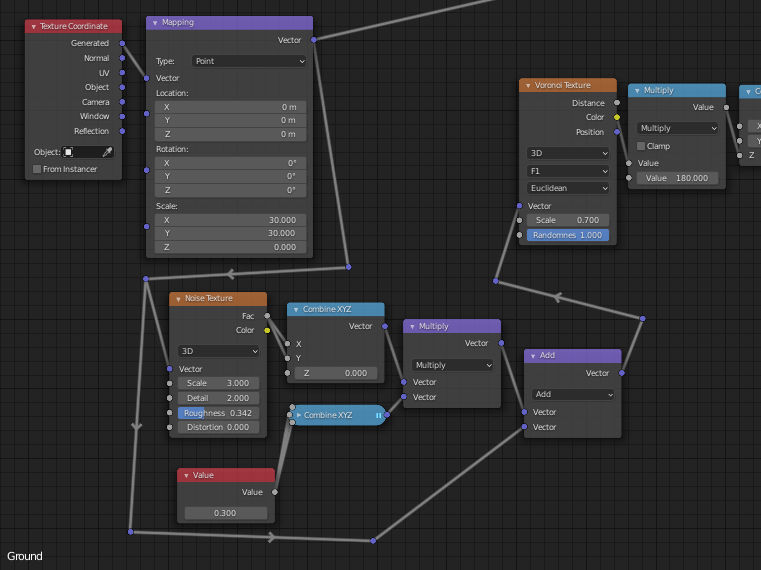 Texture Coordinate
Generated
Normal
UV
Object
Camera
Window
Reflection
Object:
From Instancer
Mapping
Vector
Type: Point
Vector
Location:
X 0 m
Y 0 m
Z 0 m
Rotation:
X 0°
Y 0°
Z 0°
Scale:
X 30.000
Y 30.000
Z 0.000
Voronoi Texture
Distance
Color
Position
3D
F1
Euclidean
Vector
Scale 0.700
Randomnes 1.000
Multiply
Value
Multiply
Clamp
Value
Value 180.000
X
Y
Z
Noise Texture
Fac
Color
3D
Vector
Scale 3.000
Detail 2.000
Roughness 0.342
Distortion 0.000
Combine XYZ
Vector
X
Y
Z 0.000
Combine XYZ
Multiply
Vector
Multiply
Vector
Vector
Add
Vector
Add
Vector
Vector
Value
Value
0.300
Ground